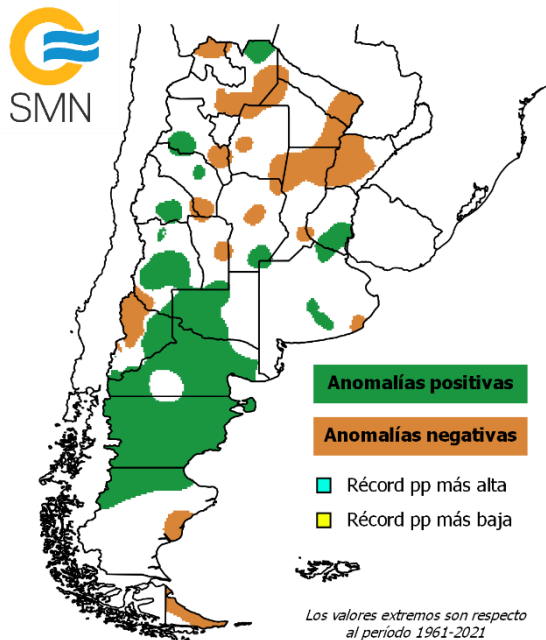 SMN
Anomalías positivas
Anomalías negativas
Récord pp más alta
Récord pp más baja
Los valores extremos son respecto
al período 1961-2021